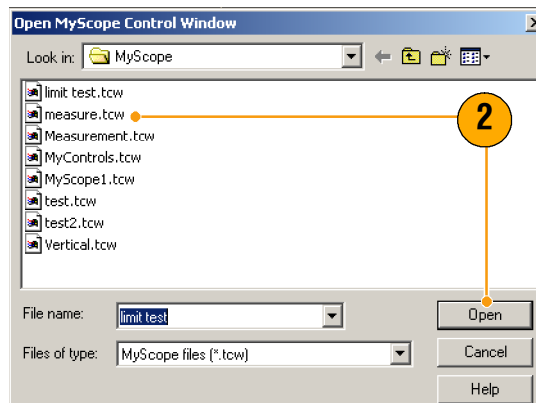 Open MyScope Control Window
Look in: MyScope
limit test.tcw
measure.tcw
Measurement.tcw
MyControls.tcw
MyScope1.tcw
test.tcw
test2.tcw
Vertical.tcw
2
File name: limit test Open
Files of type: MyScope files (*.tcw) Cancel
Help